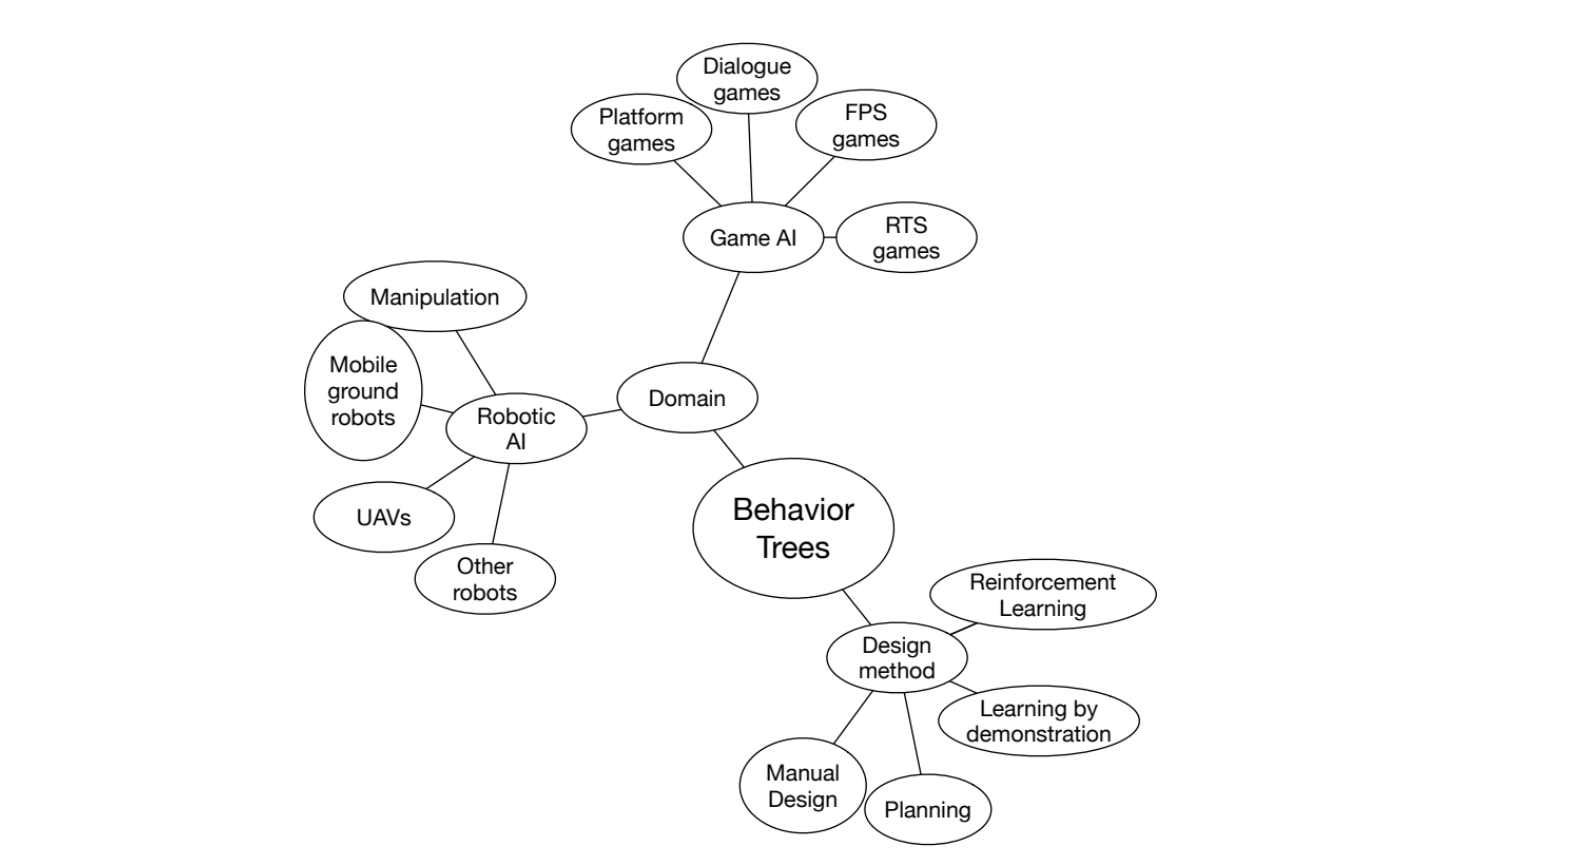 Dialogue
games
Platform
games
FPS
games
Game AI
RTS
games
Manipulation
Mobile
ground
robots
Robotic
AI
Domain
UAVs
Other
robots
Behavior
Trees
Reinforcement
Learning
Design
method
Learning by
demonstration
Manual
Design
Planning